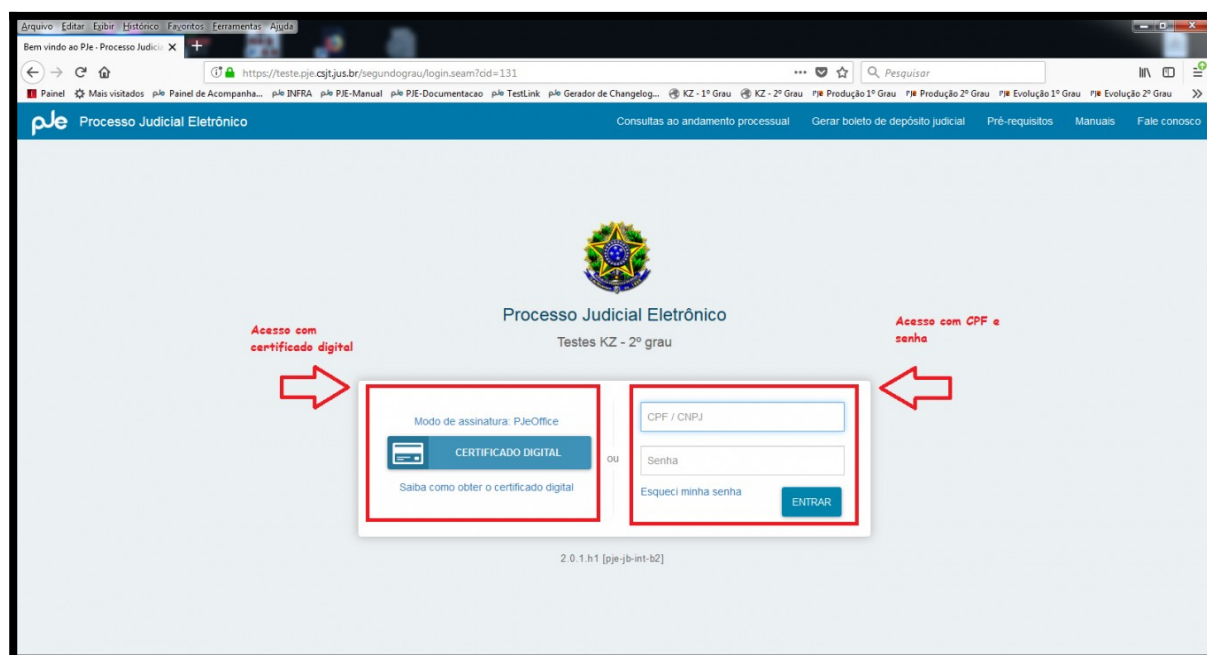 Arquivo Editar Exibir Histórico Favoritos Ferramentas Ajuda
Bem vindo ao PJe - Processo Judici
https://teste.pje.csjt.jus.br/segundograu/login.seam?cid=131
Pesquisar
Painel Mais visitados Painel de Acompanha... INFRA PJE-Manual PJE-Documentacao TestLink Gerador de Changelog... KZ - 1º Grau KZ - 2º Grau Produção 1º Grau Produção 2º Grau Evolução 1º Grau Evolução 2º Grau
pJe Processo Judicial Eletrônico Consultas ao andamento processual Gerar boleto de depósito judicial Pré-requisitos Manuais Fale conosco
Processo Judicial Eletrônico
Testes KZ - 2º grau
Acesso com
certificado digital
Acesso com CPF e
senha
Modo de assinatura: PJeOffice
CERTIFICADO DIGITAL
Saiba como obter o certificado digital
ou
CPF / CNPJ
Senha
Esqueci minha senha
ENTRAR
2.0.1.h1 [pje-jb-int-b2]